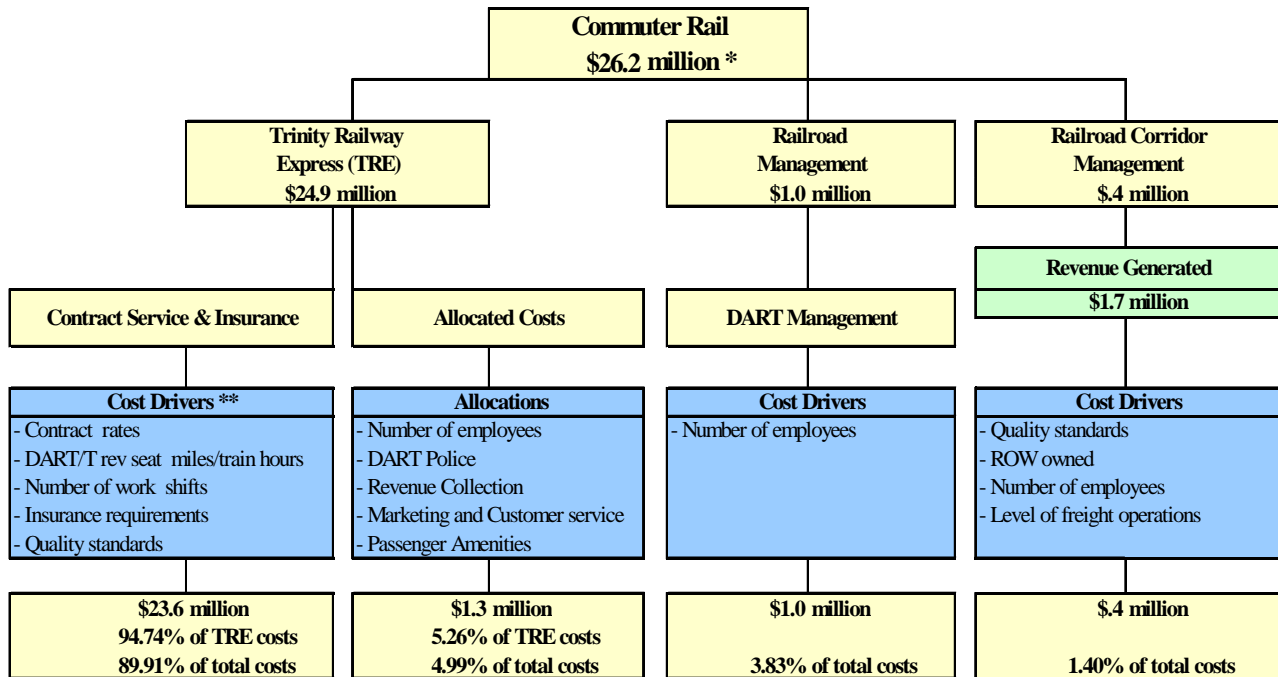 Commuter Rail
$26.2 million *
Trinity Railway
Express (TRE)
$24.9 million
Railroad
Management
$1.0 million
Railroad Corridor
Management
$.4 million
Revenue Generated
$1.7 million
Contract Service & Insurance
Allocated Costs
DART Management
Cost Drivers **
- Contract rates
- DART/T rev seat miles/train hours
- Number of work shifts
- Insurance requirements
- Quality standards
Allocations
- Number of employees
- DART Police
- Revenue Collection
- Marketing and Customer service
- Passenger Amenities
Cost Drivers
- Number of employees
Cost Drivers
- Quality standards
- ROW owned
- Number of employees
- Level of freight operations
$23.6 million
94.74% of TRE costs
89.91% of total costs
$1.3 million
5.26% of TRE costs
4.99% of total costs
$1.0 million
3.83% of total costs
$.4 million
1.40% of total costs